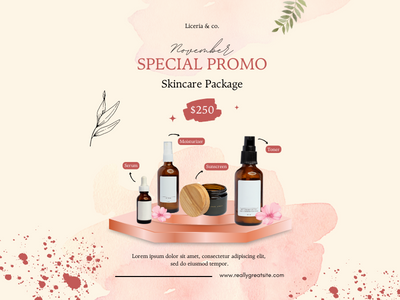 Liceria & co.
November
SPECIAL PROMO
Skincare Package
$250
Moisturizer
Toner
Serum
Sunscreen
Lorem ipsum dolor sit amet, consectetur
adipiscing elit, sed do eiusmod
tempor.
www.reallygreatsite.com